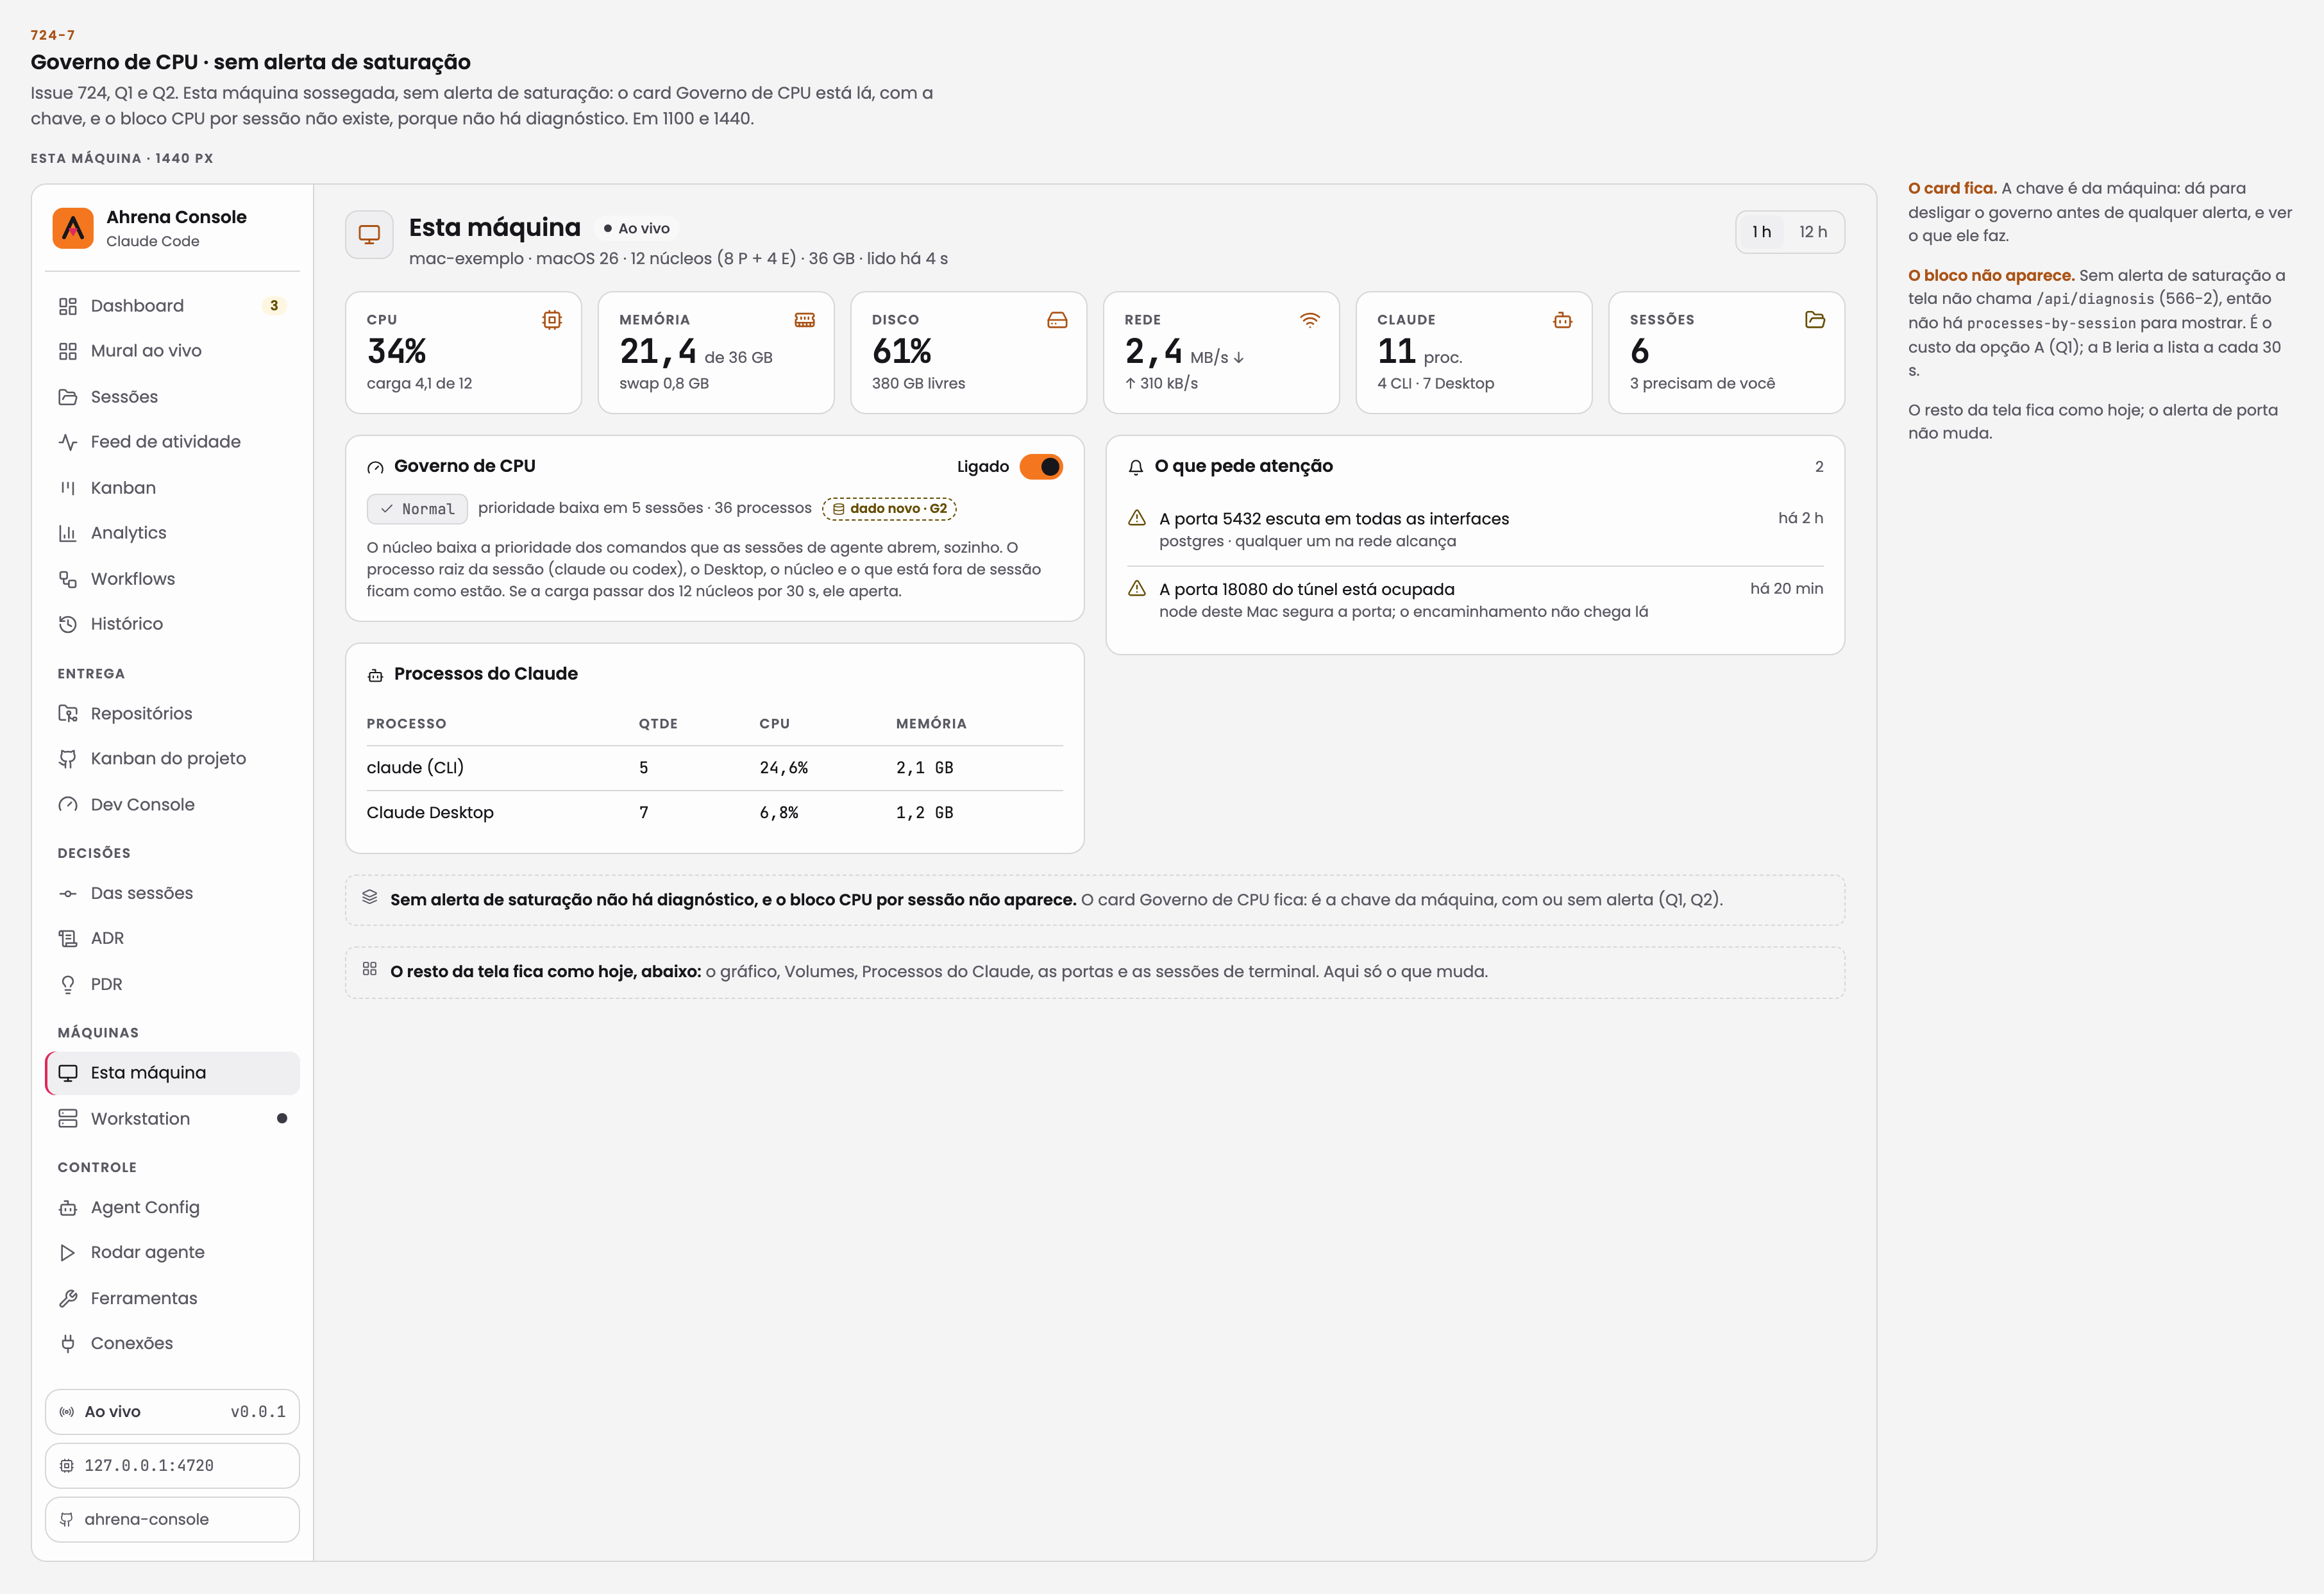 724-7
Governo de CPU · sem alerta de saturação
Issue 724, Q1 e Q2. Esta máquina sossegada, sem alerta de saturação: o card Governo de CPU está lá, com a
chave, e o bloco CPU por sessão não existe, porque não há diagnóstico. Em 1100 e 1440.
ESTA MÁQUINA · 1440 PX
Ahrena Console
Claude Code
Dashboard 3
Mural ao vivo
Sessões
Feed de atividade
Kanban
Analytics
Workflows
Histórico
ENTREGA
Repositórios
Kanban do projeto
Dev Console
DECISÕES
Das sessões
ADR
PDR
MÁQUINAS
Esta máquina
Workstation
CONTROLE
Agent Config
Rodar agente
Ferramentas
Conexões
Ao vivo v0.0.1
127.0.0.1:4720
ahrena-console
Esta máquina
Ao vivo
mac-exemplo · macOS 26 · 12 núcleos (8 P + 4 E) · 36 GB · lido há 4 s
1 h 12 h
CPU
34%
carga 4,1 de 12
MEMÓRIA
21,4 de 36 GB
swap 0,8 GB
DISCO
61%
380 GB livres
REDE
2,4 MB/s ↓
↑ 310 kB/s
CLAUDE
11 proc.
4 CLI · 7 Desktop
SESSÕES
6
3 precisam de você
Governo de CPU
Ligado
Normal prioridade baixa em 5 sessões · 36 processos dado novo · G2
O núcleo baixa a prioridade dos comandos que as sessões de agente abrem, sozinho. O
processo raiz da sessão (claude ou codex), o Desktop, o núcleo e o que está fora de sessão
ficam como estão. Se a carga passar dos 12 núcleos por 30 s, ele aperta.
O que pede atenção 2
A porta 5432 escuta em todas as interfaces há 2 h
postgres · qualquer um na rede alcança
A porta 18080 do túnel está ocupada há 20 min
node deste Mac segura a porta; o encaminhamento não chega lá
Processos do Claude
PROCESSO QTDE CPU MEMÓRIA
claude (CLI) 5 24,6% 2,1 GB
Claude Desktop 7 6,8% 1,2 GB
Sem alerta de saturação não há diagnóstico, e o bloco CPU por sessão não aparece. O card Governo de CPU fica: é a chave da máquina, com ou sem alerta (Q1, Q2).
O resto da tela fica como hoje, abaixo: o gráfico, Volumes, Processos do Claude, as portas e as sessões de terminal. Aqui só o que muda.
O card fica. A chave é da máquina: dá para
desligar o governo antes de qualquer alerta, e ver
o que ele faz.
O bloco não aparece. Sem alerta de saturação a
tela não chama /api/diagnosis (566-2), então
não há processes-by-session para mostrar. É o
custo da opção A (Q1); a B leria a lista a cada 30
s.
O resto da tela fica como hoje; o alerta de porta
não muda.